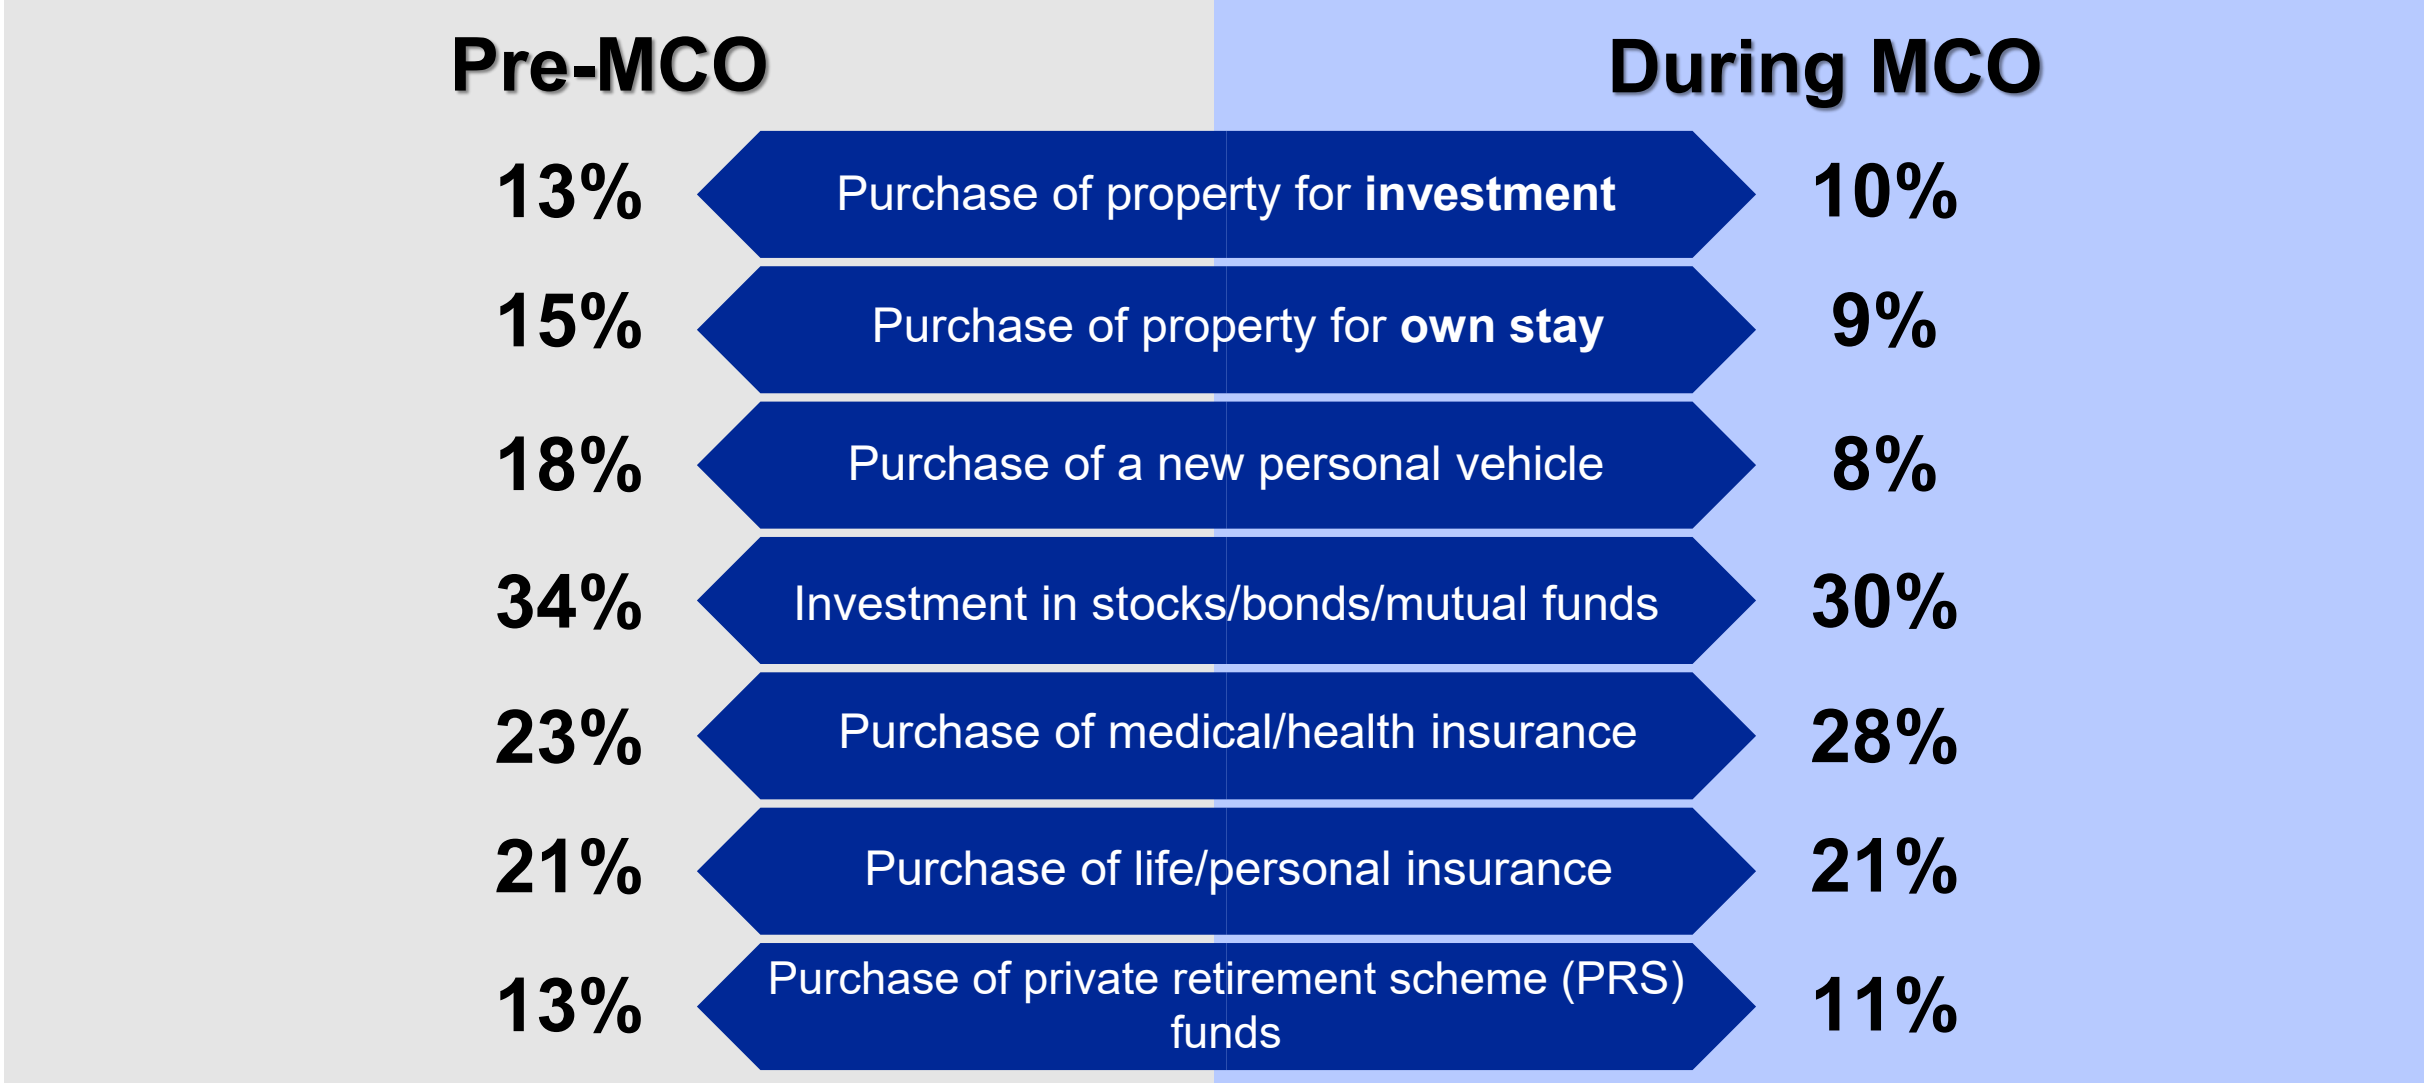 Pre-MCO During MCO
13% Purchase of property for investment 10%
15% Purchase of property for own stay 9%
18% Purchase of a new personal vehicle 8%
34% Investment in stocks/bonds/mutual funds 30%
23% Purchase of medical/health insurance 28%
21% Purchase of life/personal insurance 21%
13% Purchase of private retirement scheme (PRS) 11%
funds